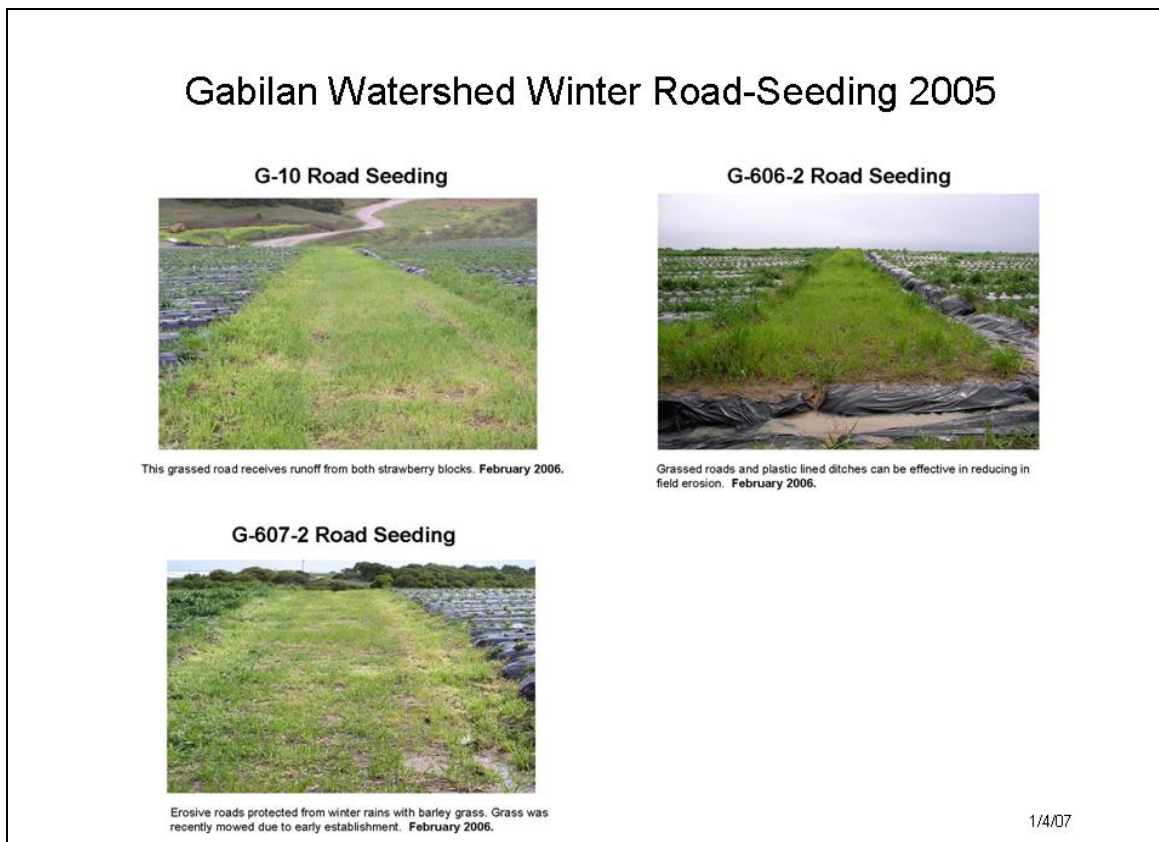 Gabilan Watershed Winter Road-Seeding 2005
G-10 Road Seeding
This grassed road receives runoff from both strawberry blocks. February 2006.
G-606-2 Road Seeding
Grassed roads and plastic lined ditches can be effective in reducing in
field erosion. February 2006.
G-607-2 Road Seeding
Erosive roads protected from winter rains with barley grass. Grass was
recently mowed due to early establishment. February 2006.
1/4/07